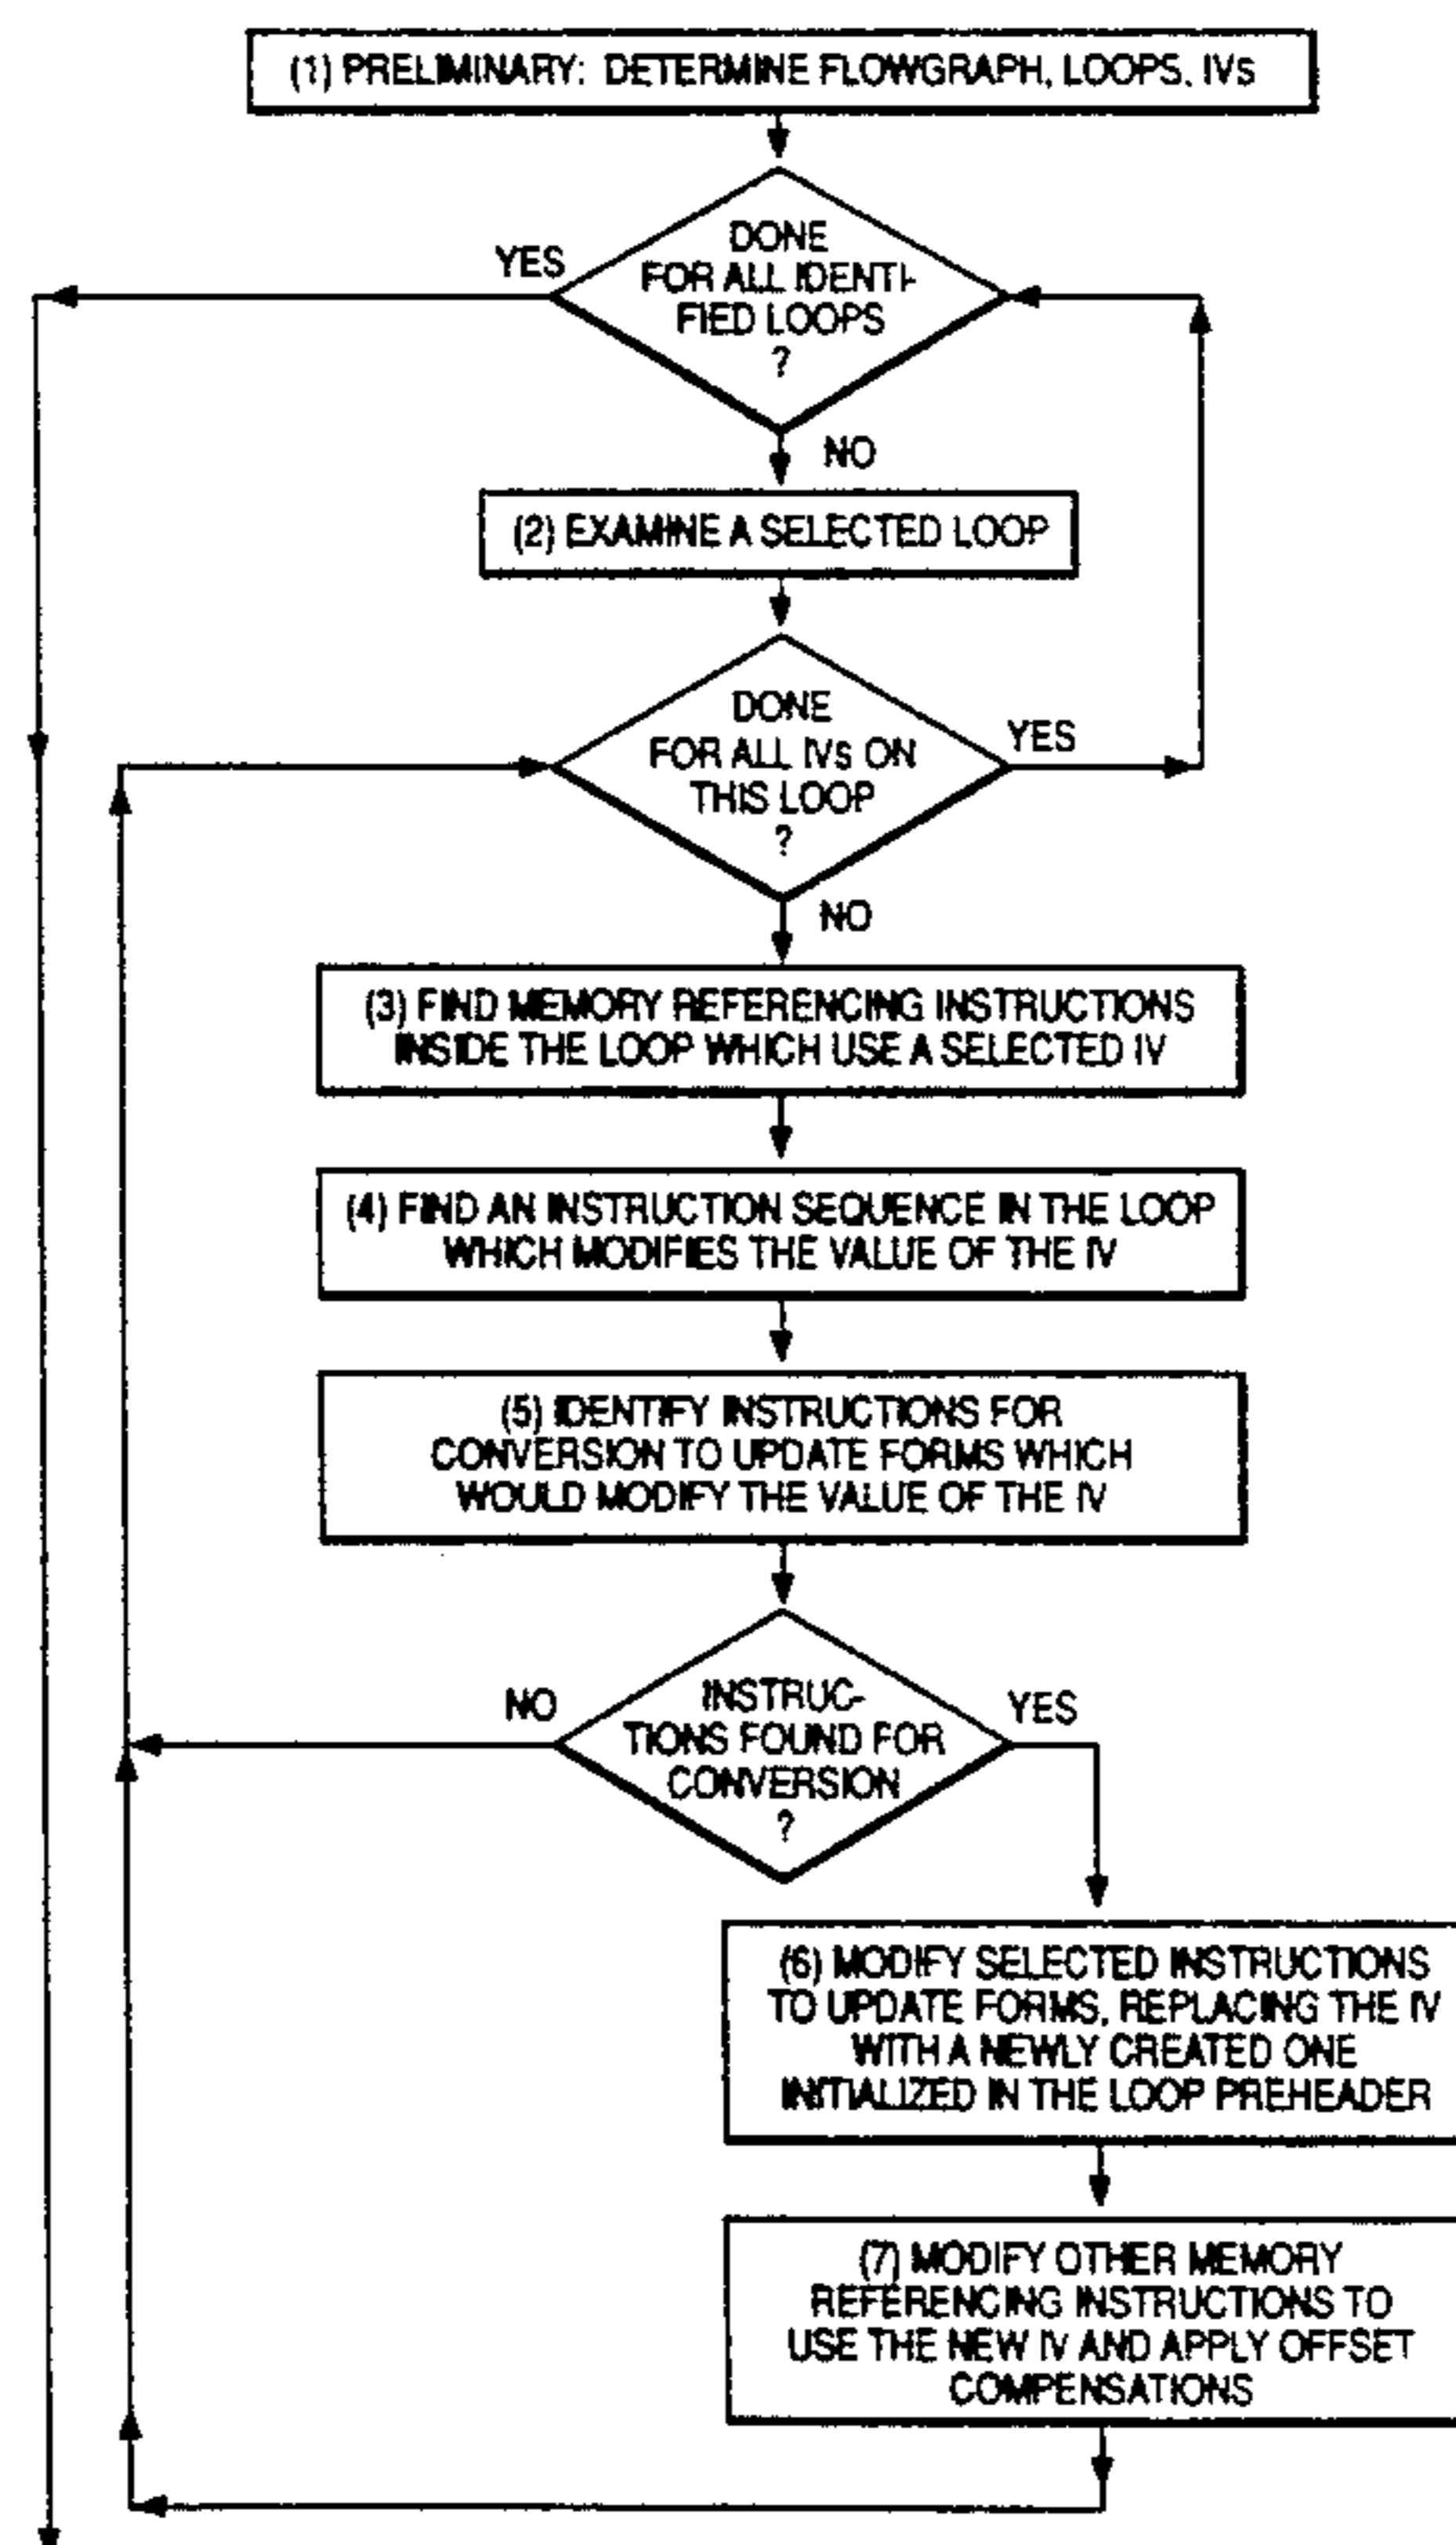 (1) PRELIMINARY: DETERMINE FLOWGRAPH, LOOPS, IVs
DONE
FOR ALL IDENTI-
FIED LOOPS
?
YES
NO
(2) EXAMINE A SELECTED LOOP
DONE
FOR ALL IVs ON
THIS LOOP
?
YES
NO
(3) FIND MEMORY REFERENCING INSTRUCTIONS
INSIDE THE LOOP WHICH USE A SELECTED IV
(4) FIND AN INSTRUCTION SEQUENCE IN THE LOOP
WHICH MODIFIES THE VALUE OF THE IV
(5) IDENTIFY INSTRUCTIONS FOR
CONVERSION TO UPDATE FORMS WHICH
WOULD MODIFY THE VALUE OF THE IV
NO
INSTRUC-
TIONS FOUND FOR
CONVERSION
?
YES
(6) MODIFY SELECTED INSTRUCTIONS
TO UPDATE FORMS, REPLACING THE IV
WITH A NEWLY CREATED ONE
INITIALIZED IN THE LOOP PREHEADER
(7) MODIFY OTHER MEMORY
REFERENCING INSTRUCTIONS TO
USE THE NEW IV AND APPLY OFFSET
COMPENSATIONS